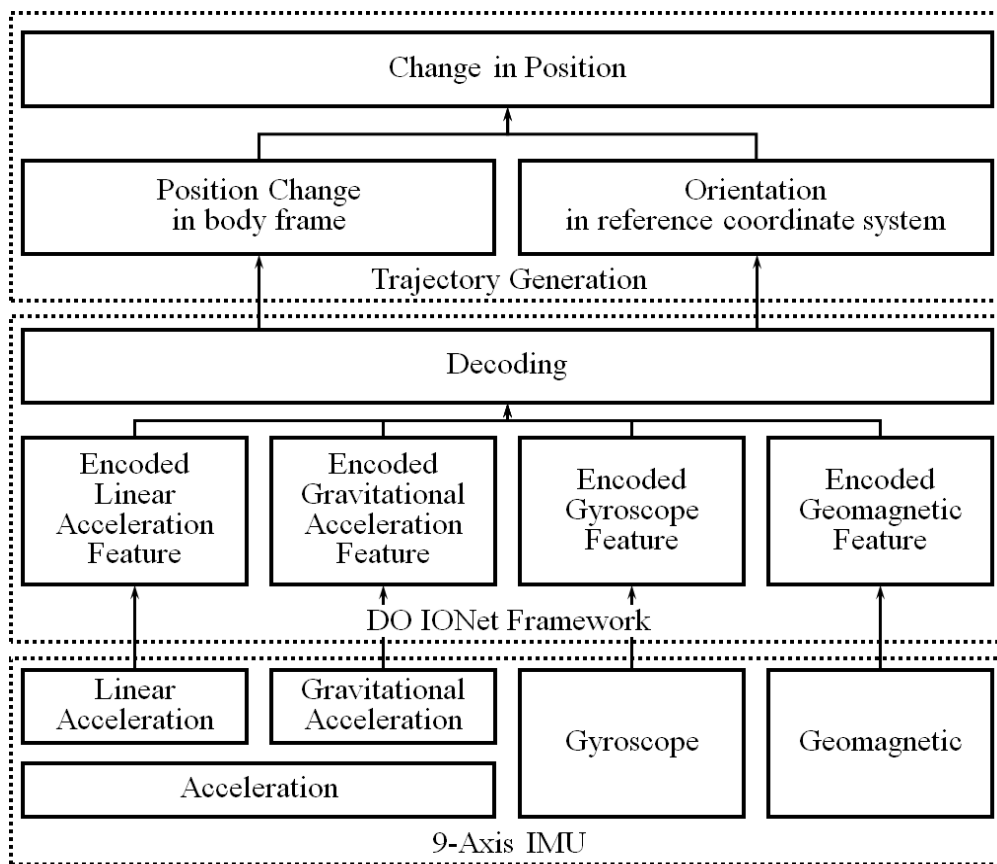 Change in Position
Position Change
in body frame
Orientation
in reference coordinate system
Trajectory Generation
Decoding
Encoded
Linear
Acceleration
Feature
Encoded
Gravitational
Acceleration
Feature
Encoded
Gyroscope
Feature
Encoded
Geomagnetic
Feature
DO IONet Framework
Linear
Acceleration
Gravitational
Acceleration
Gyroscope
Geomagnetic
Acceleration
9-Axis IMU